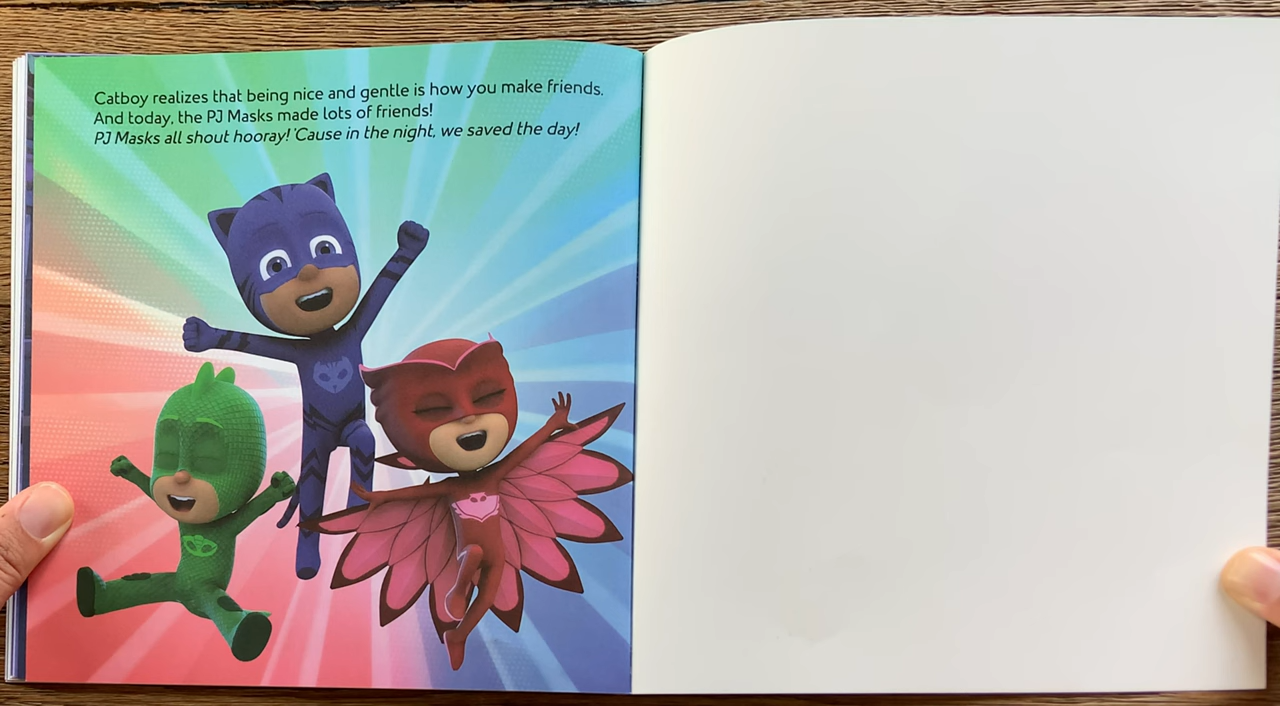 Catboy realizes that being nice and gentle is how you make friends.
And today, the PJ Masks made lots of friends!
PJ Masks all shout hooray! 'Cause in the night, we saved the day!